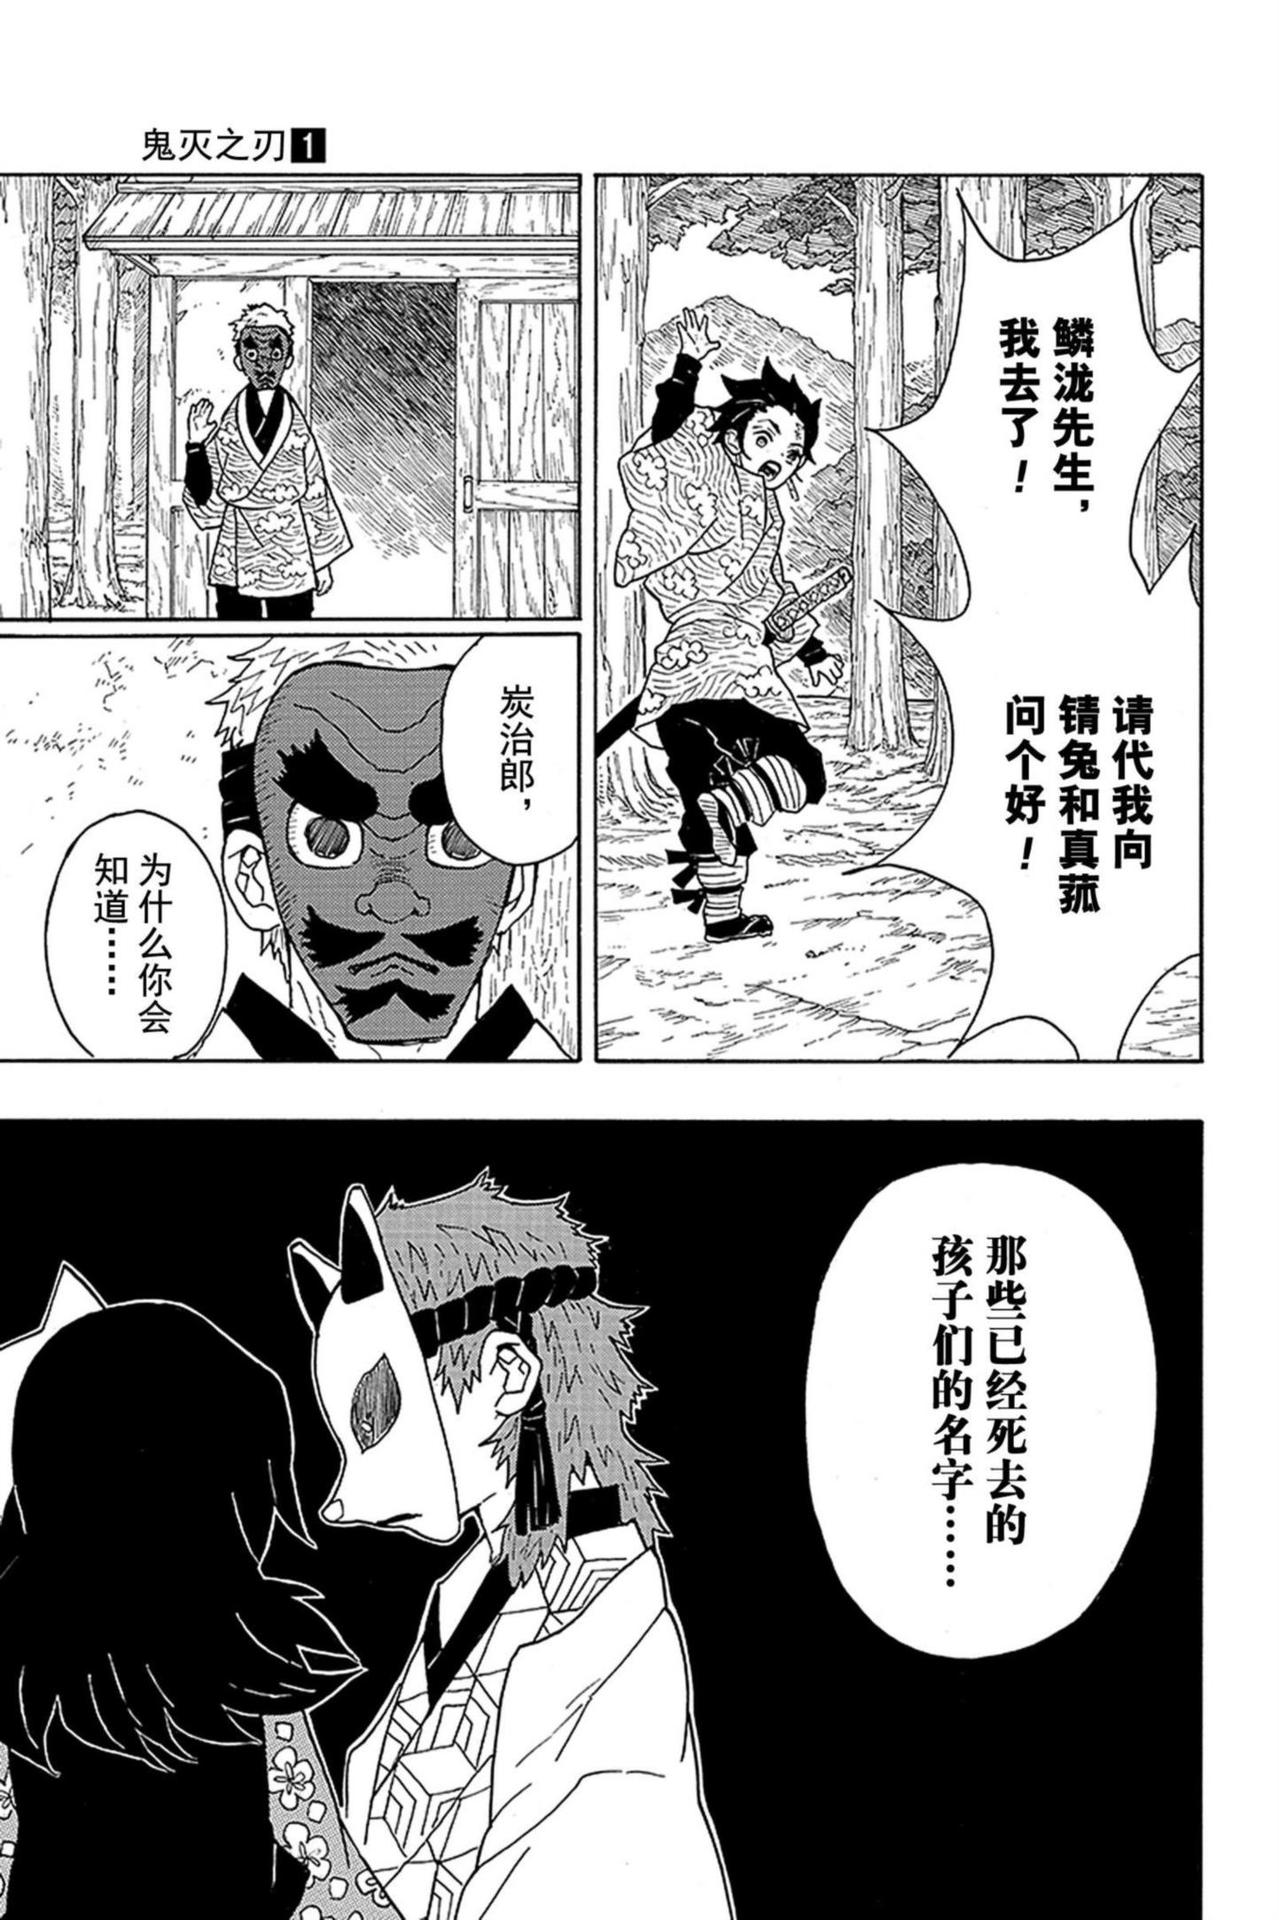 鬼灭之刃1
鳞泷先生，
我去了！
请代我向
锖兔和真菰
问个好！
炭治郎，
为什么你会
知道……
那些已经死去的
孩子们的名字……